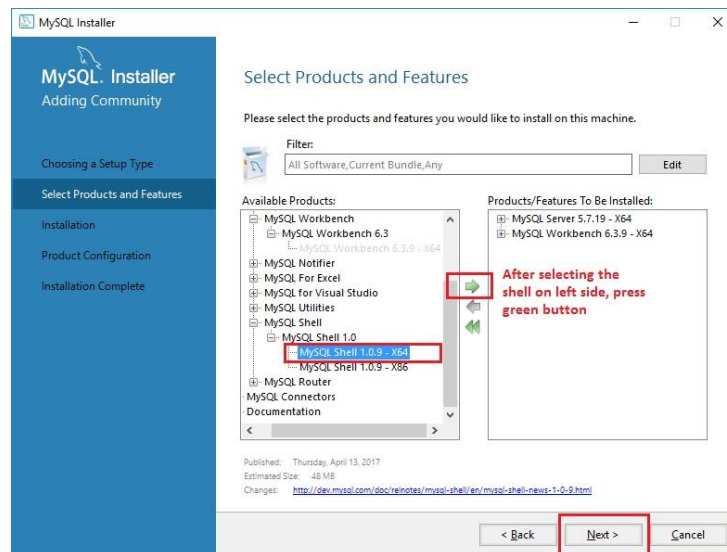 MySQL Installer
MySQL. Installer
Adding Community
Choosing a Setup Type
Select Products and Features
Installation
Product Configuration
Installation Complete
Select Products and Features
Please select the products and features you would like to install on this machine.
Filter:
All Software,Current Bundle,Any
Edit
Available Products:
MySQL Workbench
MySQL Workbench 6.3
MySQL Workbench 6.3.9 - X64
MySQL Notifier
MySQL For Excel
MySQL for Visual Studio
MySQL Utilities
MySQL Shell
MySQL Shell 1.0
MySQL Shell 1.0.9 - X64
MySQL Shell 1.0.9 - X86
MySQL Router
MySQL Connectors
Documentation
Products/Features To Be Installed:
MySQL Server 5.7.19 - X64
MySQL Workbench 6.3.9 - X64
After selecting the
shell on left side, press
green button
Published: Thursday, April 13, 2017
Estimated Size: 48 MB
Changes: http://dev.mysql.com/doc/relnotes/mysql-shell/en/mysql-shell-news-1-0-9.html
< Back
Next >
Cancel